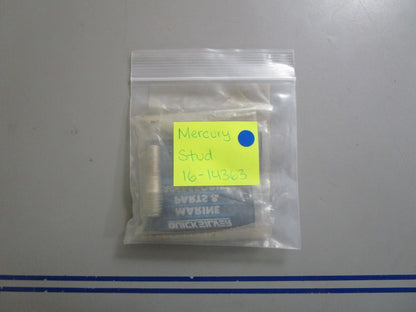 Mercury
Stud
16-14363
PARTS &
MARINE
QUICKSILVER